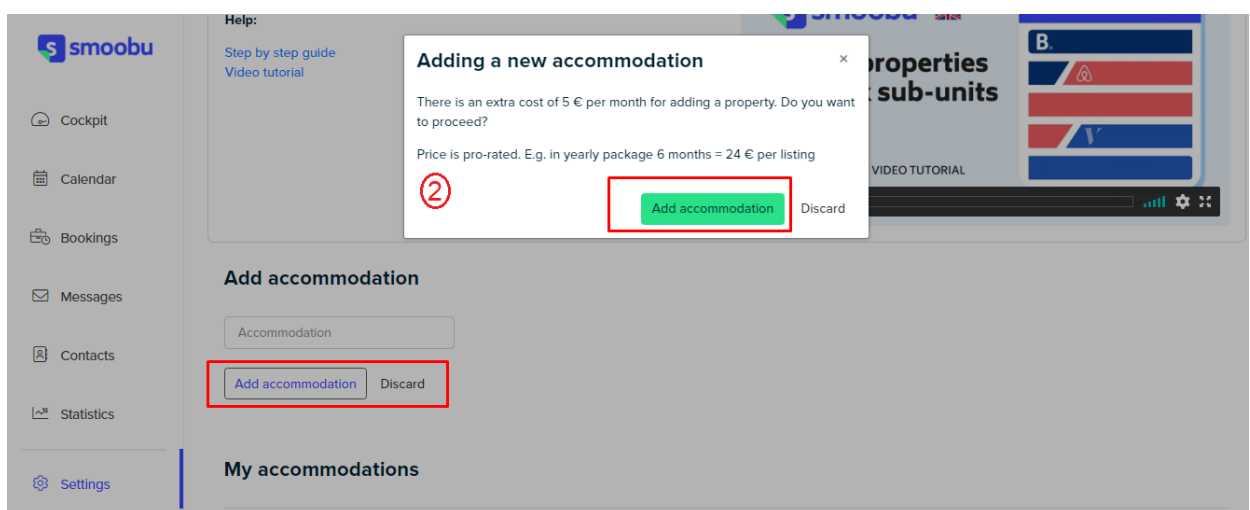 smoobu
Cockpit
Calendar
Bookings
Messages
Contacts
Statistics
Settings
Help:
Step by step guide
Video tutorial
smoobu
properties
sub-units
VIDEO TUTORIAL
B.
Adding a new accommodation
×
There is an extra cost of 5 € per month for adding a property. Do you want
to proceed?
Price is pro-rated. E.g. in yearly package 6 months = 24 € per listing
2
Add accommodation Discard
Add accommodation
Accommodation
Add accommodation Discard
My accommodations